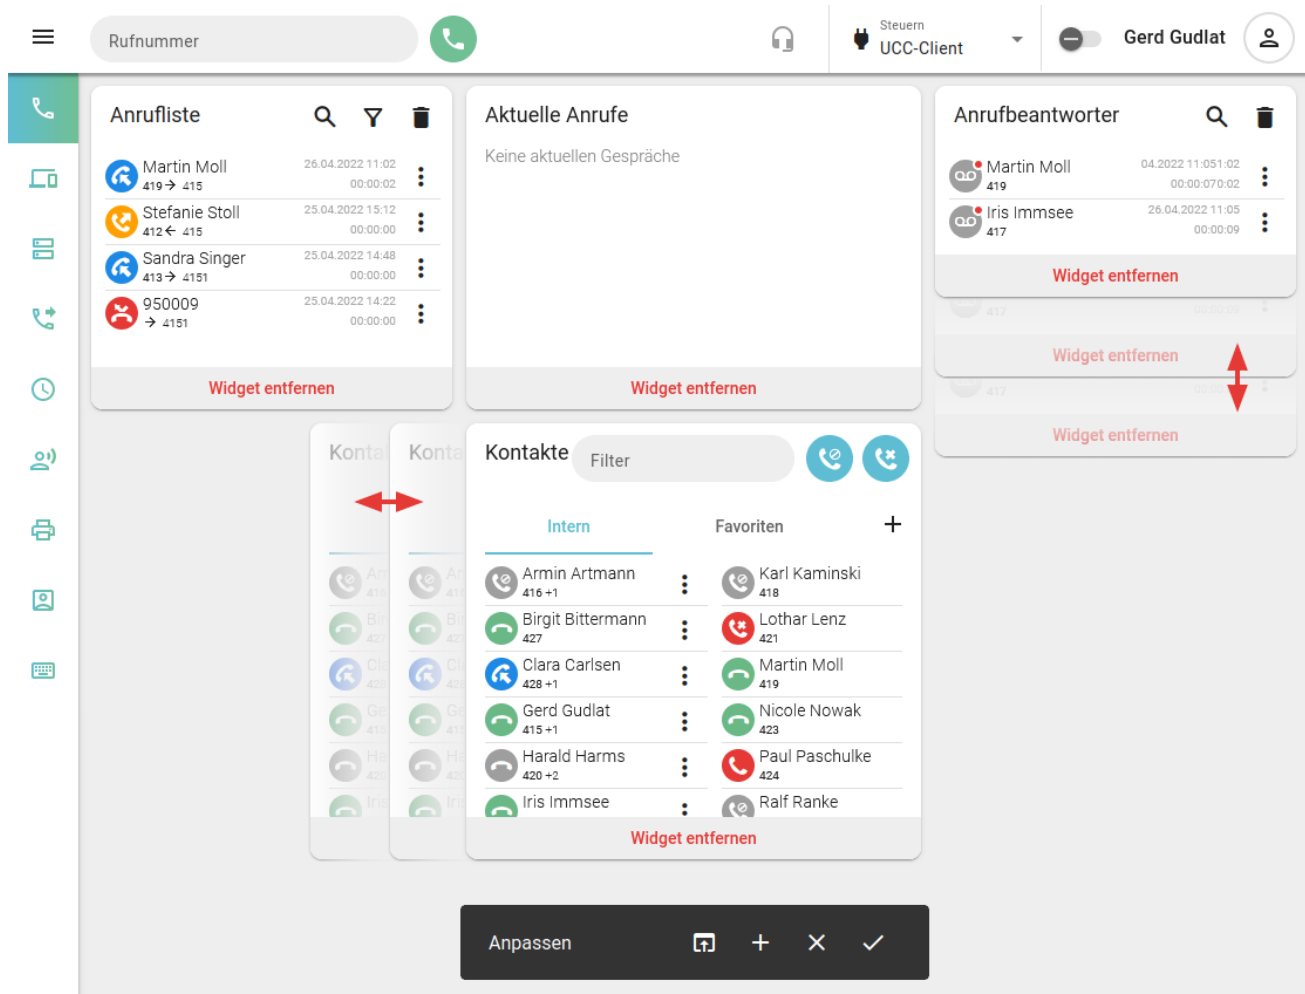 Rufnummer
Steuern
UCC-Client
Gerd Gudlat
Anrufliste
Martin Moll
26.04.2022 11:02
419 → 415
00:00:02
Stefanie Stoll
25.04.2022 15:12
412 ← 415
00:00:00
Sandra Singer
25.04.2022 14:48
413 → 4151
00:00:00
950009
25.04.2022 14:22
→ 4151
00:00:00
Widget entfernen
Aktuelle Anrufe
Keine aktuellen Gespräche
Widget entfernen
Anrufbeantworter
Martin Moll
04.2022 11:051:02
419
00:00:070:02
Iris Immsee
26.04.2022 11:05
417
00:00:09
Widget entfernen
417
00:00:09
Widget entfernen
417
Widget entfernen
Kontakte
Filter
Intern
Favoriten
Armin Artmann
416 +1
Birgit Bittermann
427
Clara Carlsen
428 +1
Gerd Gudlat
415 +1
Harald Harms
420 +2
Iris Immsee
Karl Kaminski
418
Lothar Lenz
421
Martin Moll
419
Nicole Nowak
423
Paul Paschulke
424
Ralf Ranke
Widget entfernen
Anpassen